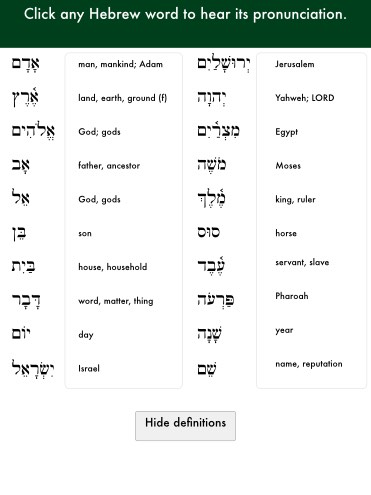 Click any Hebrew word to hear its pronunciation.
אָדָם man, mankind; Adam
אֶ֫רֶץ land, earth, ground (f)
אֱלֹהִים God; gods
אָב father, ancestor
אֵל God, gods
בֵּן son
בַּ֫יִת house, household
דָּבָר word, matter, thing
יוֹם day
יִשְׂרָאֵל Israel
יְרוּשָׁלַ֫יִם Jerusalem
יְהוָה Yahweh; LORD
מִצְרַ֫יִם Egypt
מֹשֶׁה Moses
מֶ֫לֶךְ king, ruler
סוּס horse
עֶ֫בֶד servant, slave
פַּרְעֹה Pharoah
שָׁנָה year
שֵׁם name, reputation
Hide definitions